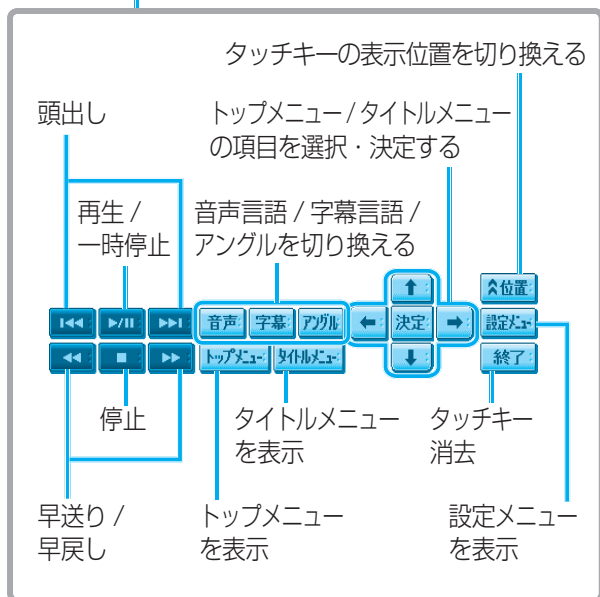 タッチキーの表示位置を切り換える
頭出し
トップメニュー / タイトルメニュー
の項目を選択・決定する
再生 /
一時停止
音声言語 / 字幕言語 /
アングルを切り換える
位置
音声 字幕 アングル 決定 設定メニュー
トップメニュー タイトルメニュー 終了
停止
タイトルメニュー
を表示
タッチキー
消去
早送り /
早戻し
トップメニュー
を表示
設定メニュー
を表示